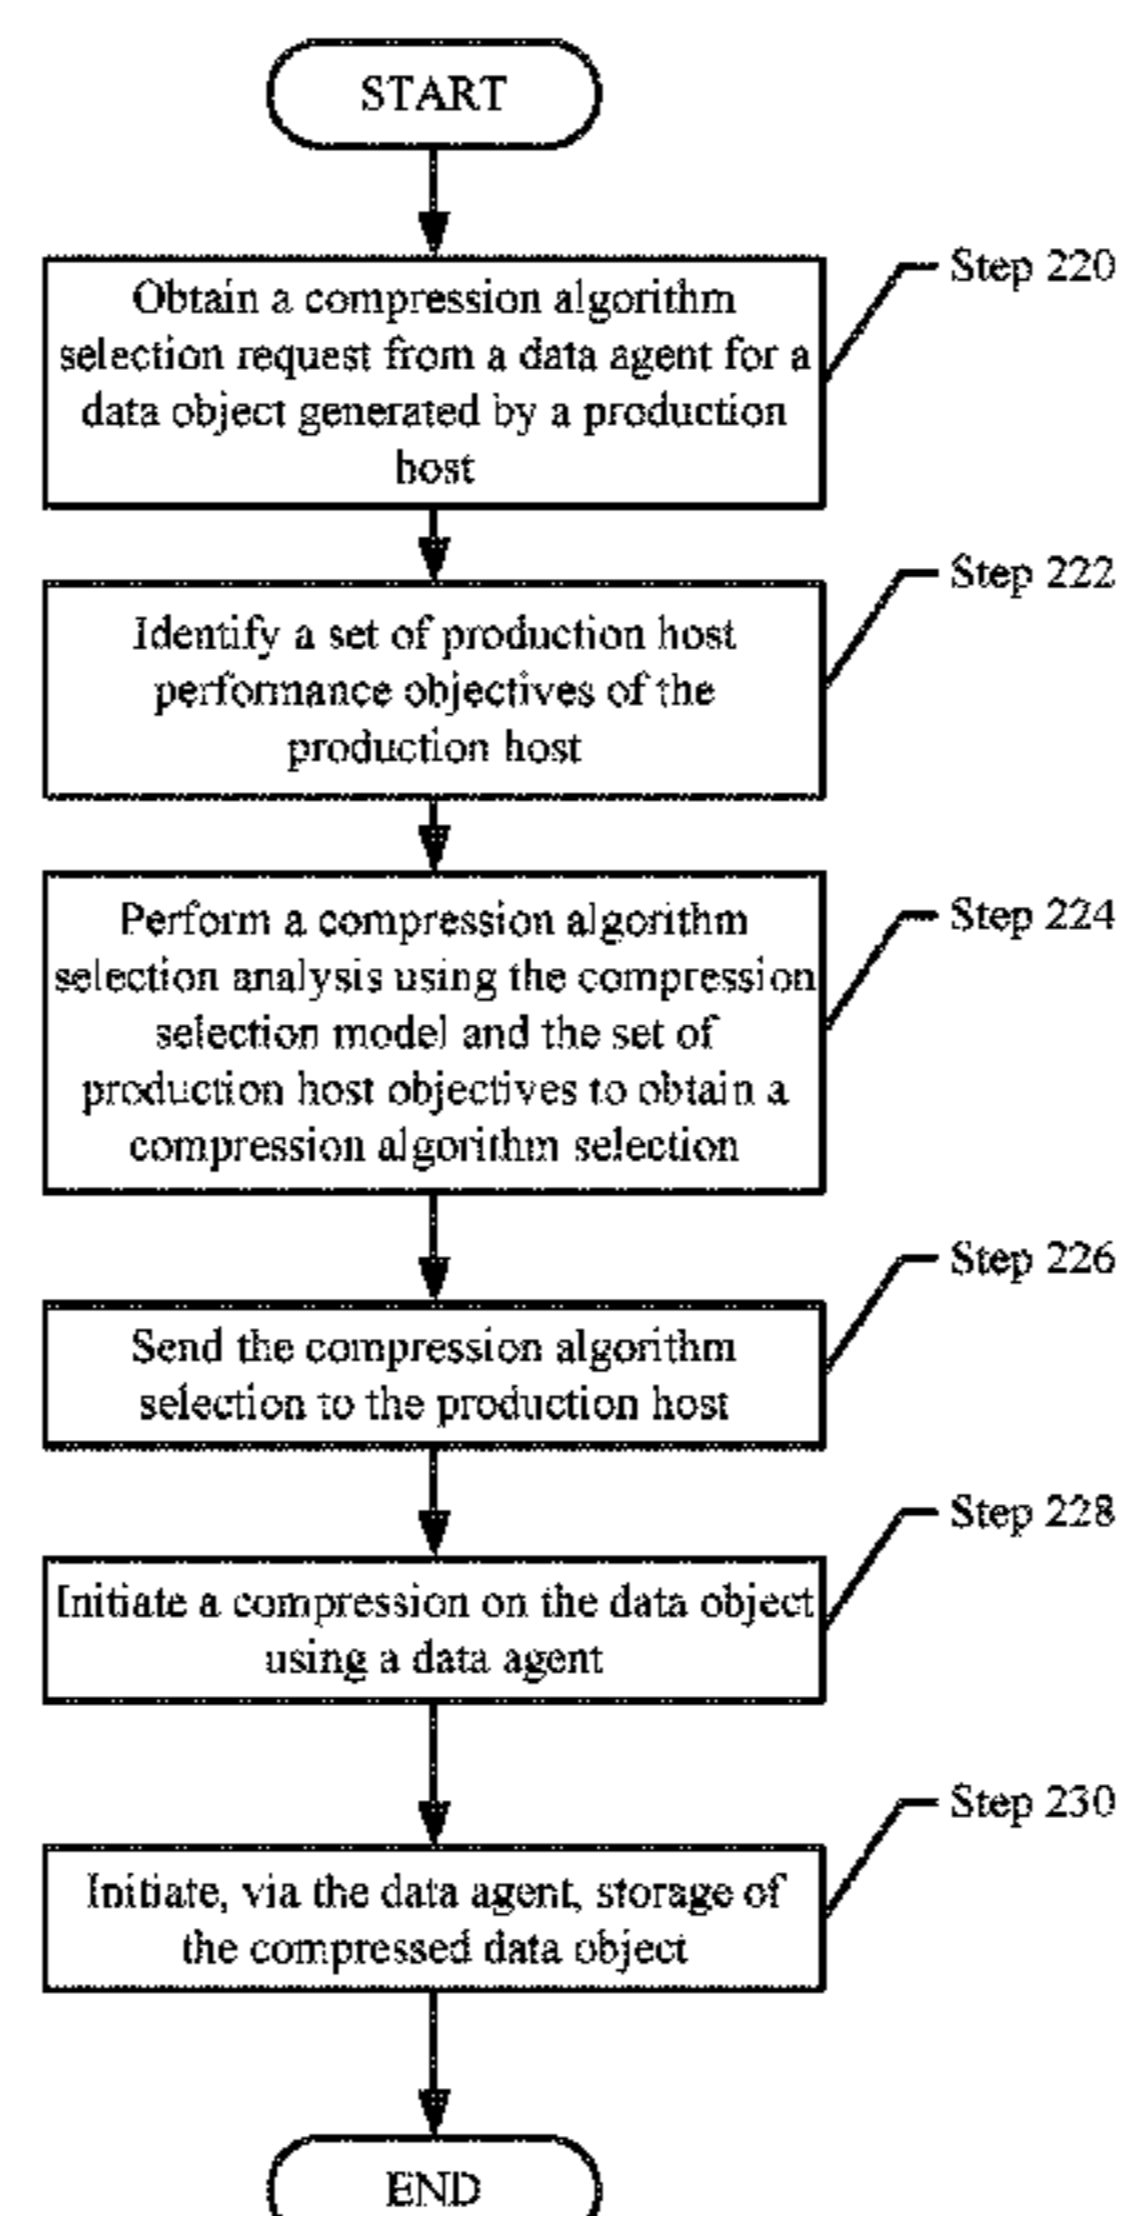 START
Step 220
Obtain a compression algorithm
selection request from a data agent for a
data object generated by a production
host
Step 222
Identify a set of production host
performance objectives of the
production host
Step 224
Perform a compression algorithm
selection analysis using the compression
selection model and the set of
production host objectives to obtain a
compression algorithm selection
Step 226
Send the compression algorithm
selection to the production host
Step 228
Initiate a compression on the data object
using a data agent
Step 230
Initiate, via the data agent, storage of
the compressed data object
END